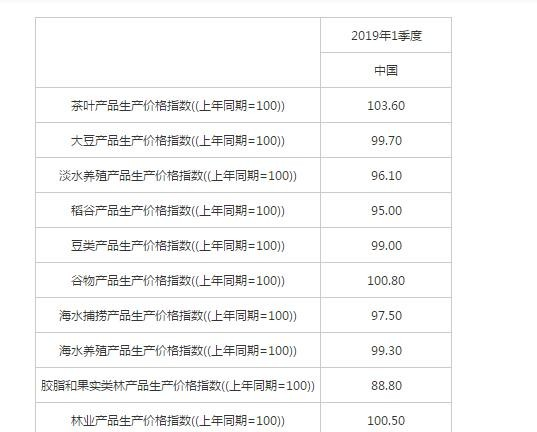 2019年1季度
中国
茶叶产品生产价格指数((上年同期=100)) 103.60
大豆产品生产价格指数((上年同期=100)) 99.70
淡水养殖产品生产价格指数((上年同期=100)) 96.10
稻谷产品生产价格指数((上年同期=100)) 95.00
豆类产品生产价格指数((上年同期=100)) 99.00
谷物产品生产价格指数((上年同期=100)) 100.80
海水捕捞产品生产价格指数((上年同期=100)) 97.50
海水养殖产品生产价格指数((上年同期=100)) 99.30
胶脂和果实类林产品生产价格指数((上年同期=100)) 88.80
林业产品生产价格指数((上年同期=100)) 100.50